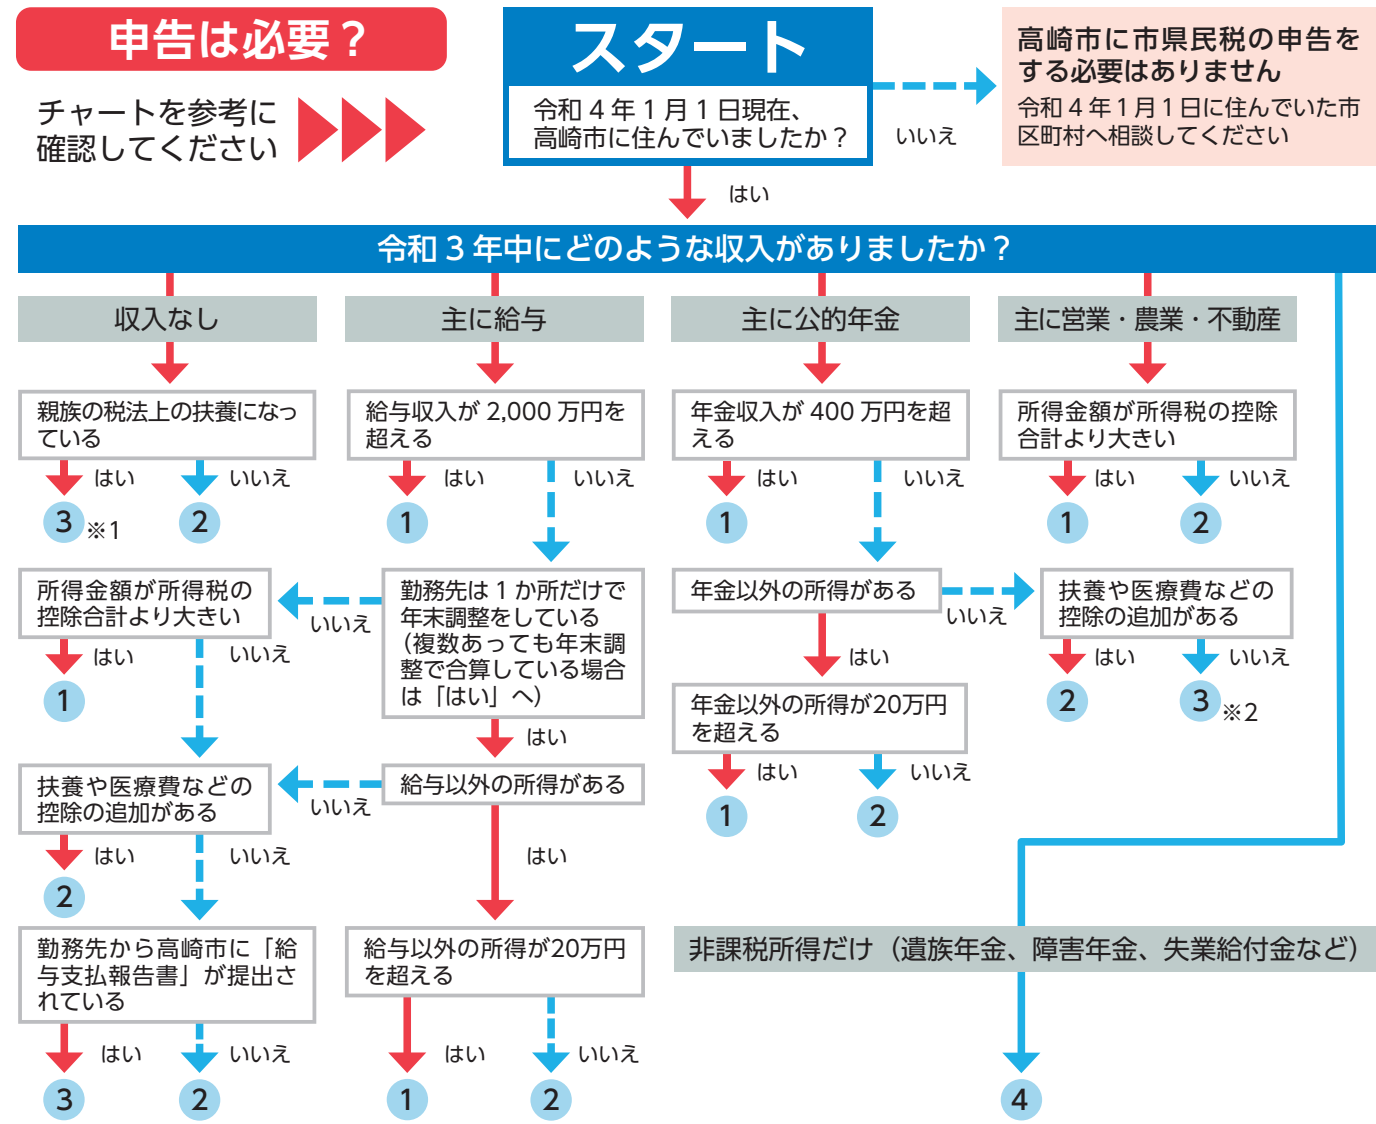 申告は必要？
チャートを参考に
確認してください
スタート
令和 4 年 1 月 1 日現在、
高崎市に住んでいましたか？
いいえ
高崎市に市県民税の申告を
する必要はありません
令和 4 年 1 月 1 日に住んでいた市
区町村へ相談してください
はい
令和 3 年中にどのような収入がありましたか？
収入なし
主に給与
主に公的年金
主に営業・農業・不動産
親族の税法上の扶養になっ
ている
はい
いいえ
3 ※1
2
給与収入が 2,000 万円を
超える
はい
いいえ
1
年金収入が 400 万円を超
える
はい
いいえ
1
所得金額が所得税の控除
合計より大きい
はい
いいえ
1
2
所得金額が所得税の
控除合計より大きい
はい
いいえ
1
いいえ
勤務先は 1 か所だけで
年末調整をしている
（複数あっても年末調
整で合算している場合
は「はい」へ）
はい
年金以外の所得がある
いいえ
はい
扶養や医療費などの
控除の追加がある
はい
いいえ
2
3 ※2
年金以外の所得が20万円
を超える
はい
いいえ
1
2
扶養や医療費などの
控除の追加がある
はい
いいえ
2
いいえ
給与以外の所得がある
はい
勤務先から高崎市に「給
与支払報告書」が提出さ
れている
はい
いいえ
3
2
給与以外の所得が20万円
を超える
はい
いいえ
1
2
非課税所得だけ（遺族年金、障害年金、失業給付金など）
4